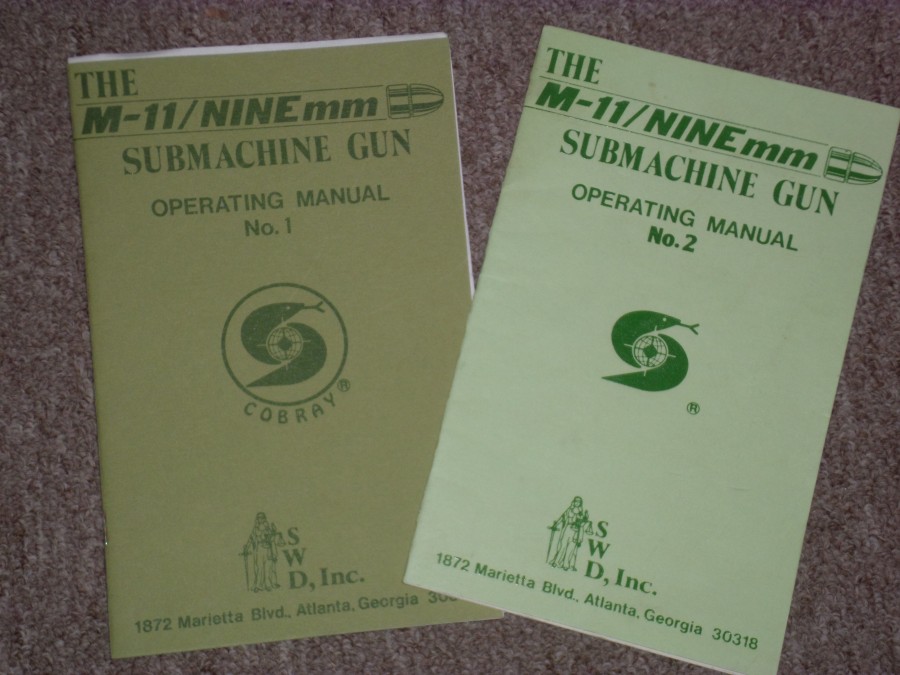 THE
M-11/NINEmm
SUBMACHINE GUN
OPERATING MANUAL
No. 1
COBRAY®
S
W
D, Inc.
1872 Marietta Blvd., Atlanta, Georgia
THE
M-11/NINEmm
SUBMACHINE GUN
OPERATING MANUAL
No. 2
®
S
W
D, Inc.
1872 Marietta Blvd., Atlanta, Georgia 30318